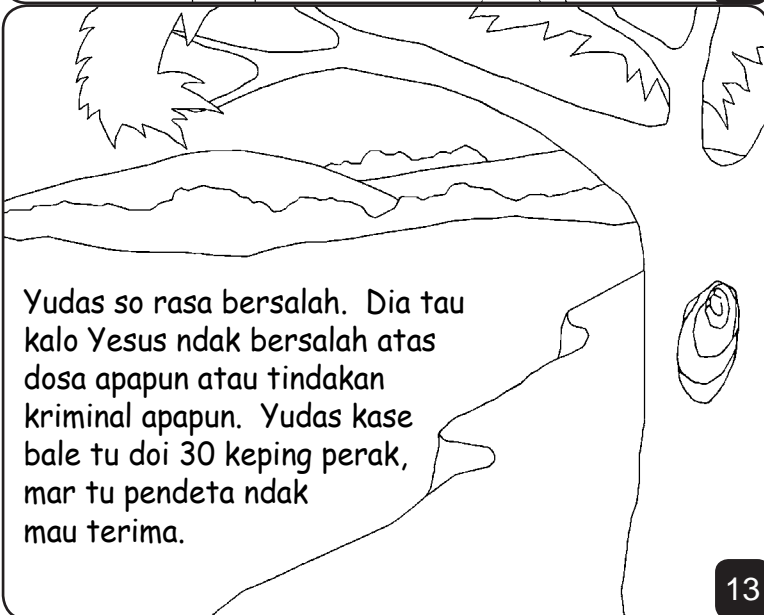 Yudas so rasa bersalah.  Dia tau
kalo Yesus ndak bersalah atas
dosa apapun atau tindakan
kriminal apapun.  Yudas kase
bale tu doi 30 keping perak,
mar tu pendeta ndak
mau terima.
13